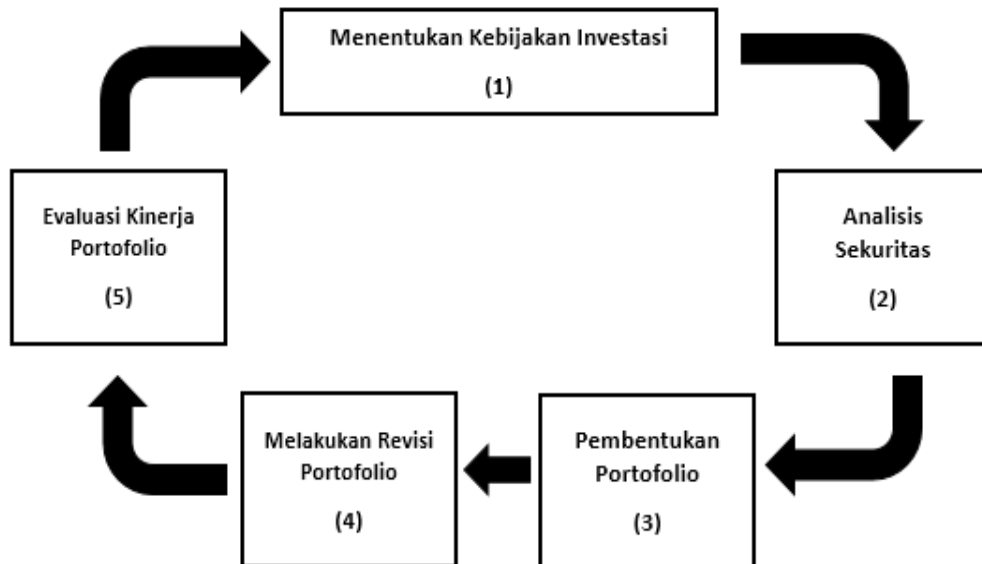 Menentukan Kebijakan Investasi
(1)
Analisis
Sekuritas
(2)
Pembentukan
Portofolio
(3)
Melakukan Revisi
Portofolio
(4)
Evaluasi Kinerja
Portofolio
(5)